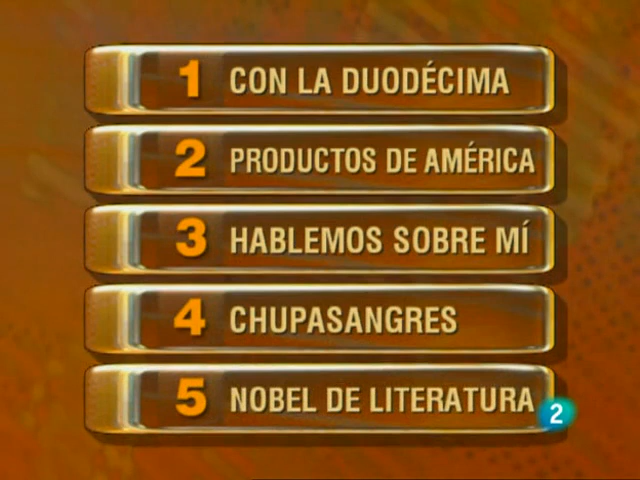 1 CON LA DUODÉCIMA
2 PRODUCTOS DE AMÉRICA
3 HABLEMOS SOBRE MÍ
4 CHUPASANGRES
5 NOBEL DE LITERATURA
2